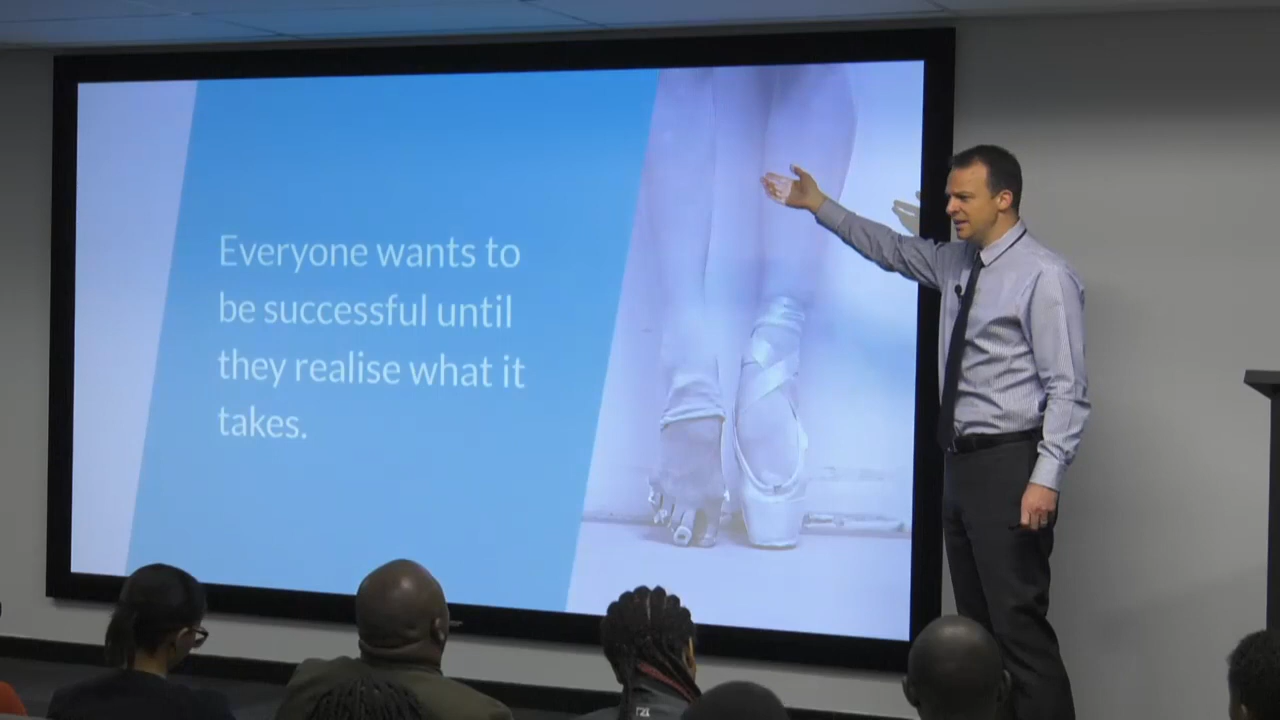 Everyone wants to
be successful until
they realise what it
takes.